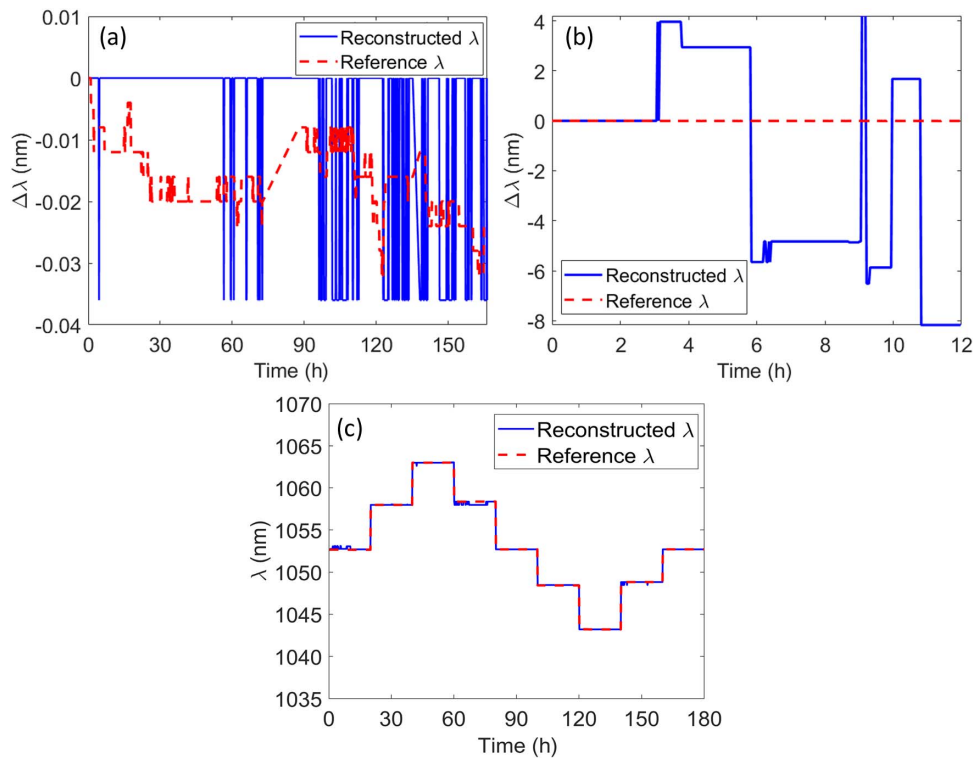 (a)
Reconstructed λ
Reference λ
0.01
0
-0.01
-0.02
-0.03
-0.04
Δλ (nm)
0 30 60 90 120 150
Time (h)
(b)
Reconstructed λ
Reference λ
4
2
0
-2
-4
-6
-8
Δλ (nm)
0 2 4 6 8 10 12
Time (h)
(c)
Reconstructed λ
Reference λ
1070
1065
1060
1055
1050
1045
1040
1035
λ (nm)
0 30 60 90 120 150 180
Time (h)